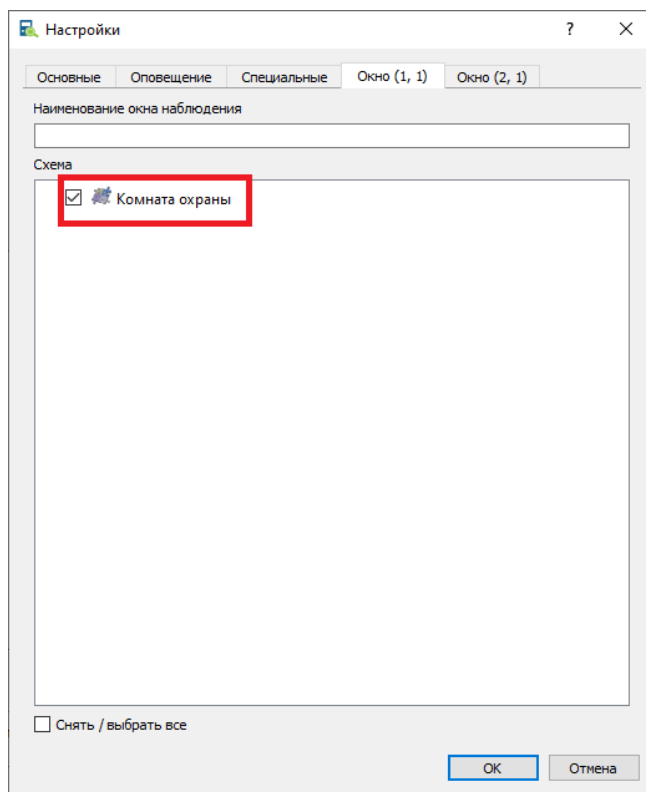 Настройки
Основные Оповещение Специальные Окно (1, 1) Окно (2, 1)
Наименование окна наблюдения
Схема
Комната охраны
Снять / выбрать все
OK Отмена